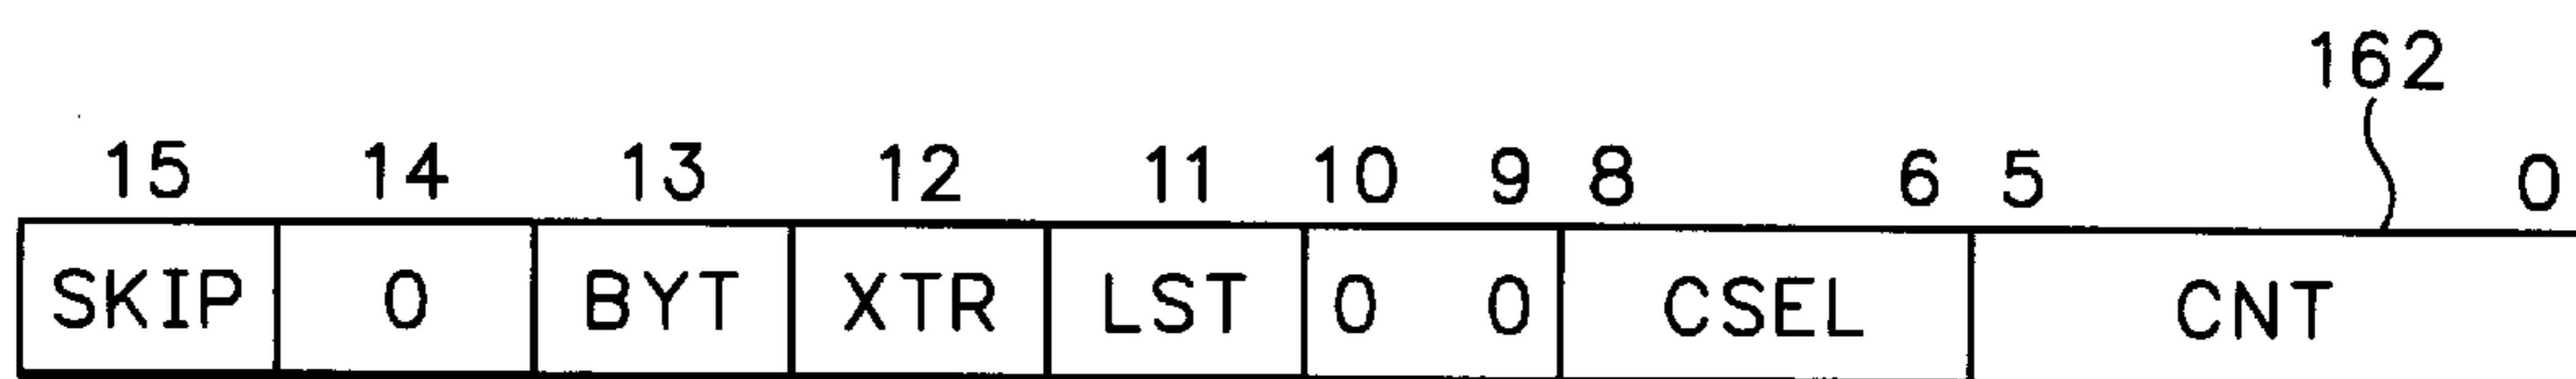 162
15 14 13 12 11 10 9 8 6 5 0
SKIP 0 BYT XTR LST 0 0 CSEL CNT